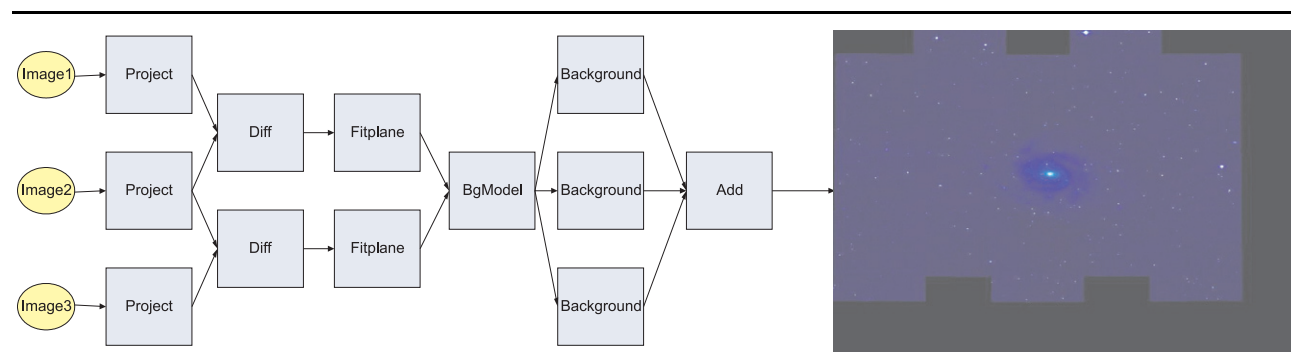 Image1
Project
Image2
Project
Image3
Project
Diff
Diff
Fitplane
Fitplane
BgModel
Background
Background
Background
Add